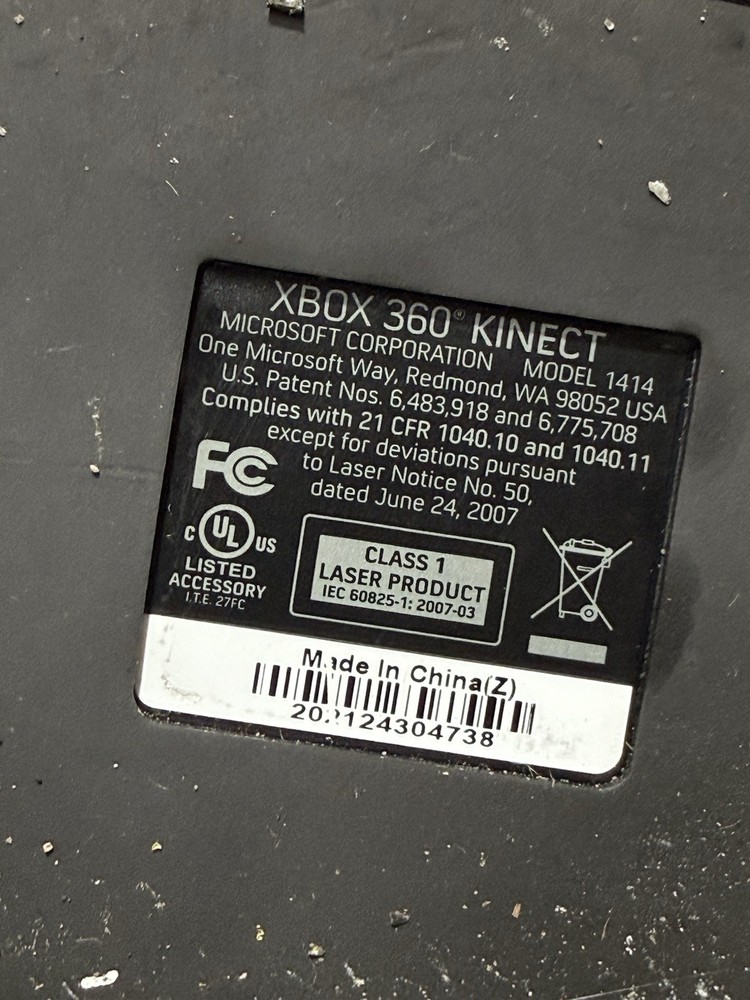 XBOX 360® KINECT
MICROSOFT CORPORATION MODEL 1414
One Microsoft Way, Redmond, WA 98052 USA
U.S. Patent Nos. 6,483,918 and 6,775,708
Complies with 21 CFR 1040.10 and 1040.11
except for deviations pursuant
to Laser Notice No. 50,
dated June 24, 2007
FC
C UL US
LISTED
ACCESSORY
I.T.E. 27FC
CLASS 1
LASER PRODUCT
IEC 60825-1: 2007-03
Made In China(Z)